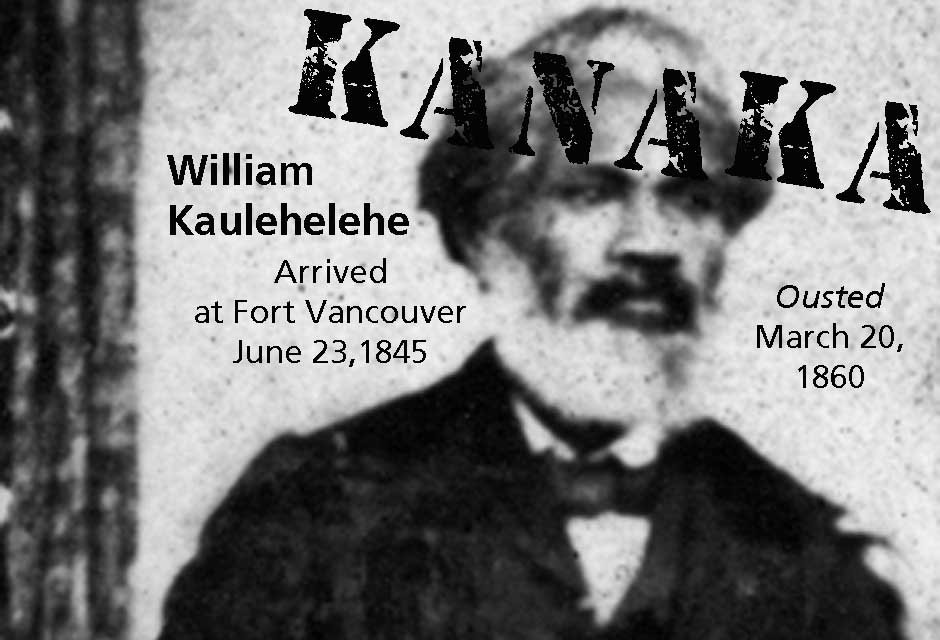 KANAKA
William
Kaulehelehe
Arrived
at Fort Vancouver
June 23,1845
Ousted
March 20,
1860